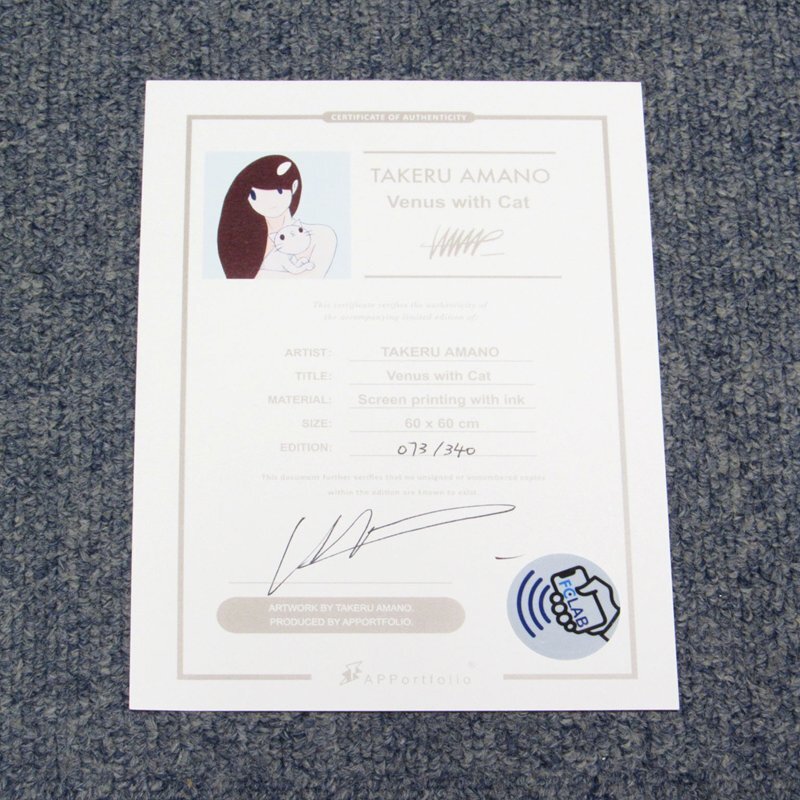 CERTIFICATE OF AUTHENTICITY
TAKERU AMANO
Venus with Cat
This certificate verifies the authenticity of
the accompanying limited edition of:
ARTIST: TAKERU AMANO
TITLE: Venus with Cat
MATERIAL: Screen printing with ink
SIZE: 60 x 60 cm
EDITION: 073/340
This document further verifies that no unsigned or unnumbered copies
within the edition are known to exist.
ARTWORK BY TAKERU AMANO.
PRODUCED BY APPORTFOLIO.
FCLAB
APPortfolio